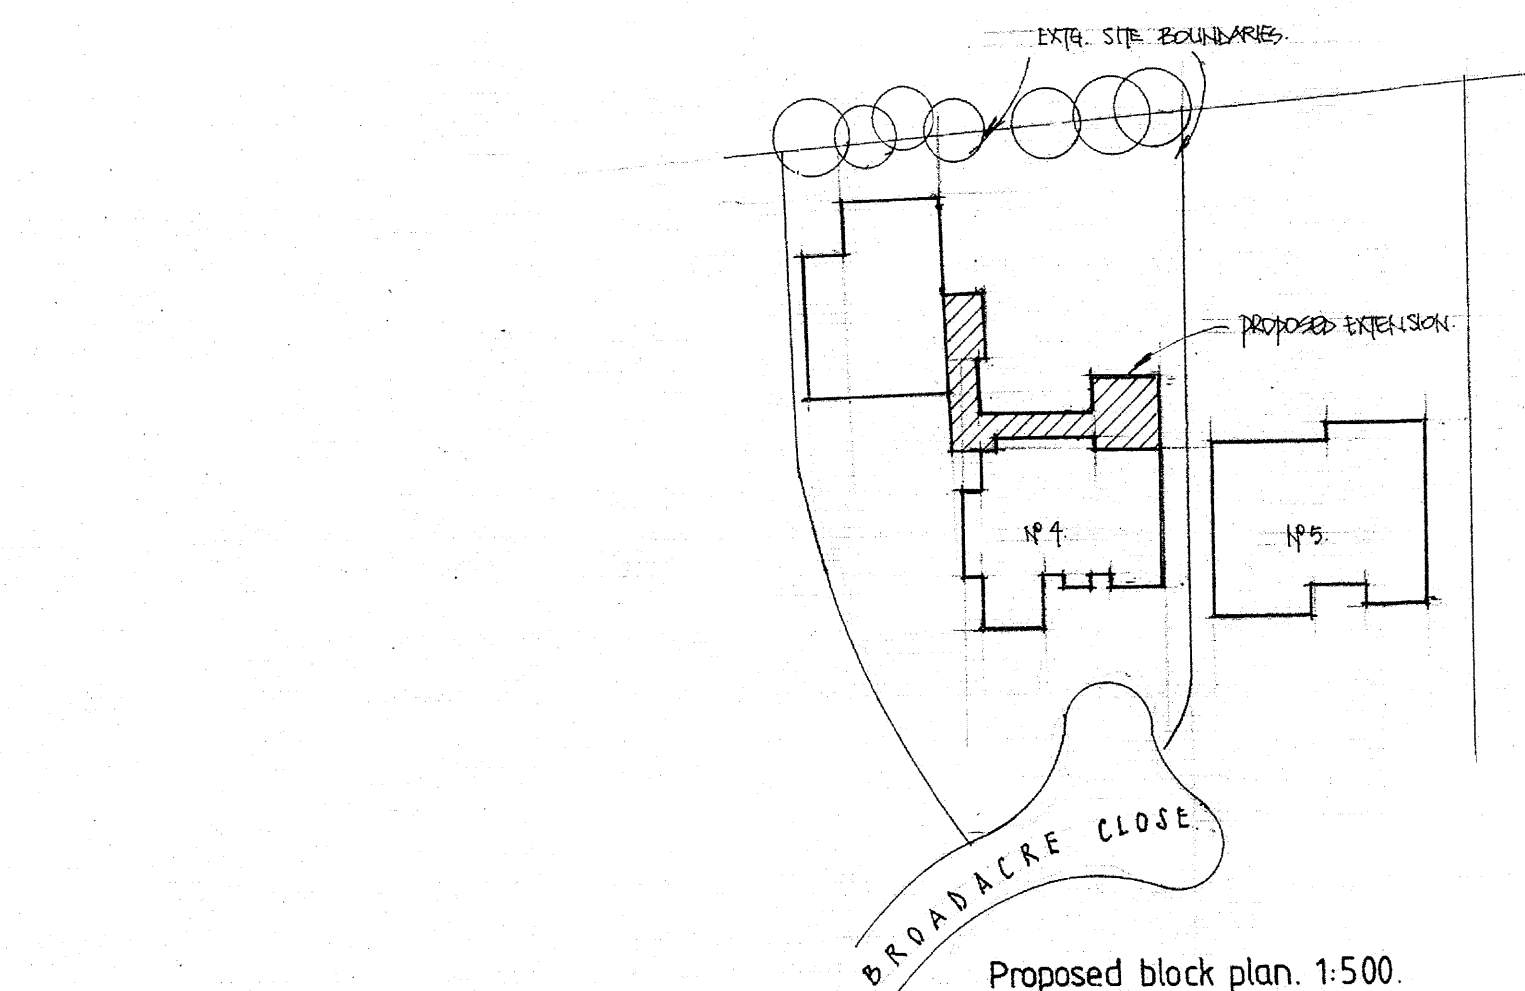 EXTG. SITE BOUNDARIES.
PROPOSED EXTENSION.
Nº 4.
Nº 5.
BROADACRE CLOSE
Proposed block plan. 1:500.